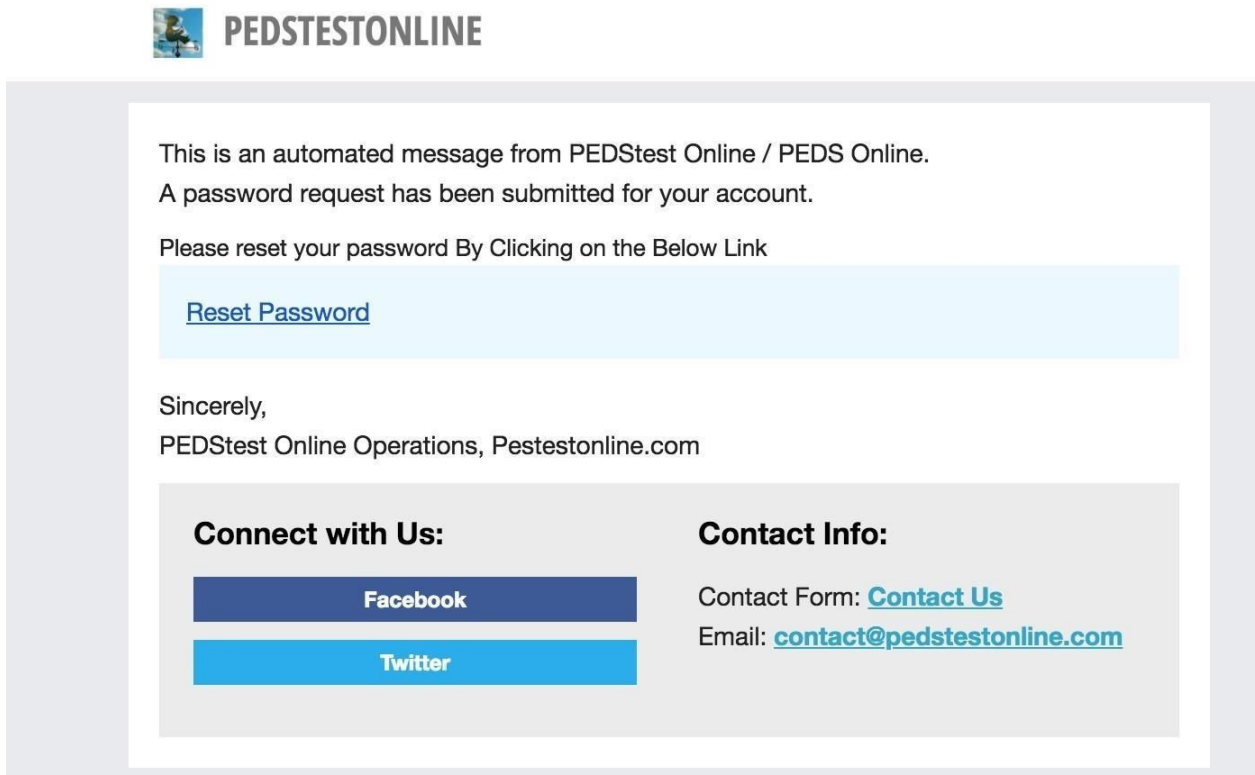 PEDSTESTONLINE
This is an automated message from PEDStest Online / PEDS Online.
A password request has been submitted for your account.
Please reset your password By Clicking on the Below Link
Reset Password
Sincerely,
PEDStest Online Operations, Pestestonline.com
Connect with Us:
Facebook
Twitter
Contact Info:
Contact Form: Contact Us
Email: contact@pedstestonline.com